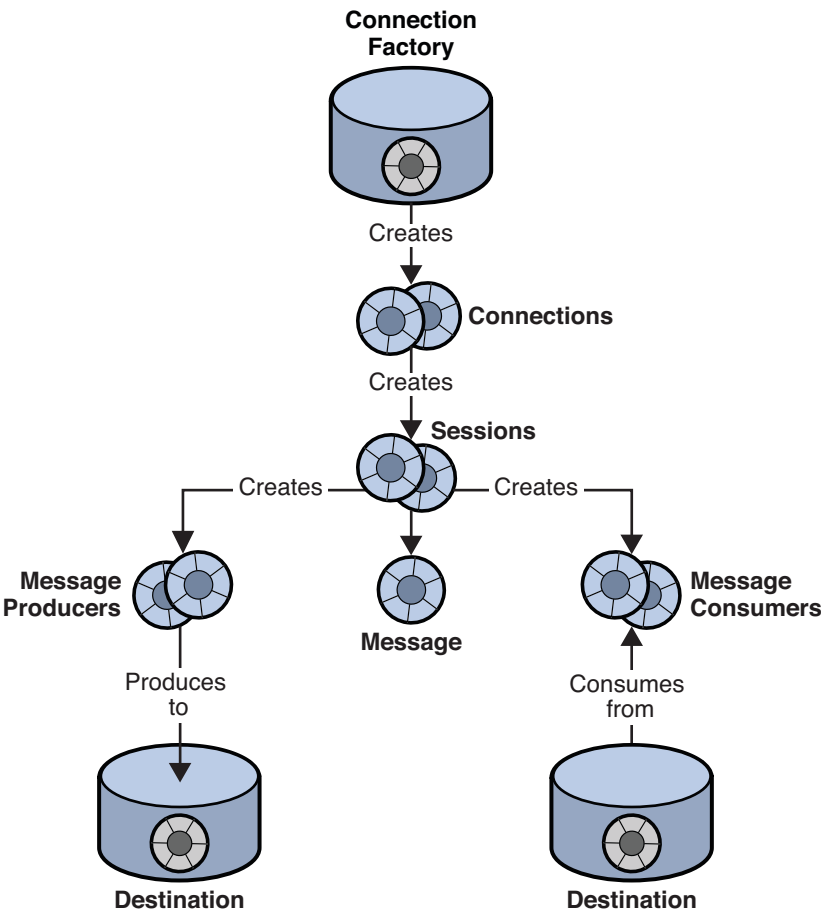 Connection
Factory
Creates
Connections
Creates
Sessions
Creates
Creates
Message
Producers
Message
Message
Consumers
Produces
to
Consumes
from
Destination
Destination